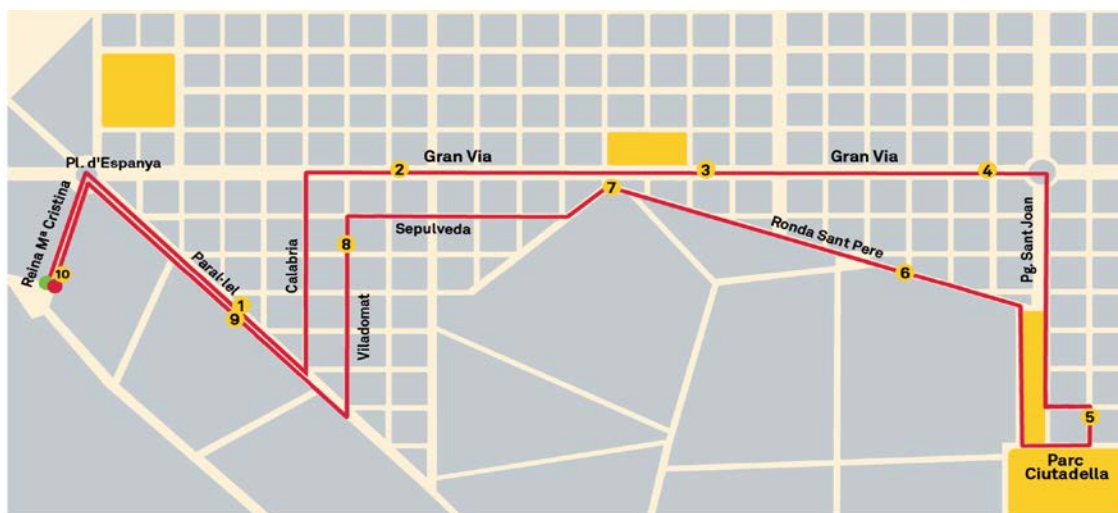 Gran Via
Gran Via
2
3
4
Pl. d'Espanya
7
Reina Mª Cristina
Sepulveda
8
Ronda Sant Pere
6
Pg. Sant Joan
10
Paral·lel
Calabria
1
9
Viladomat
5
Parc
Ciutadella